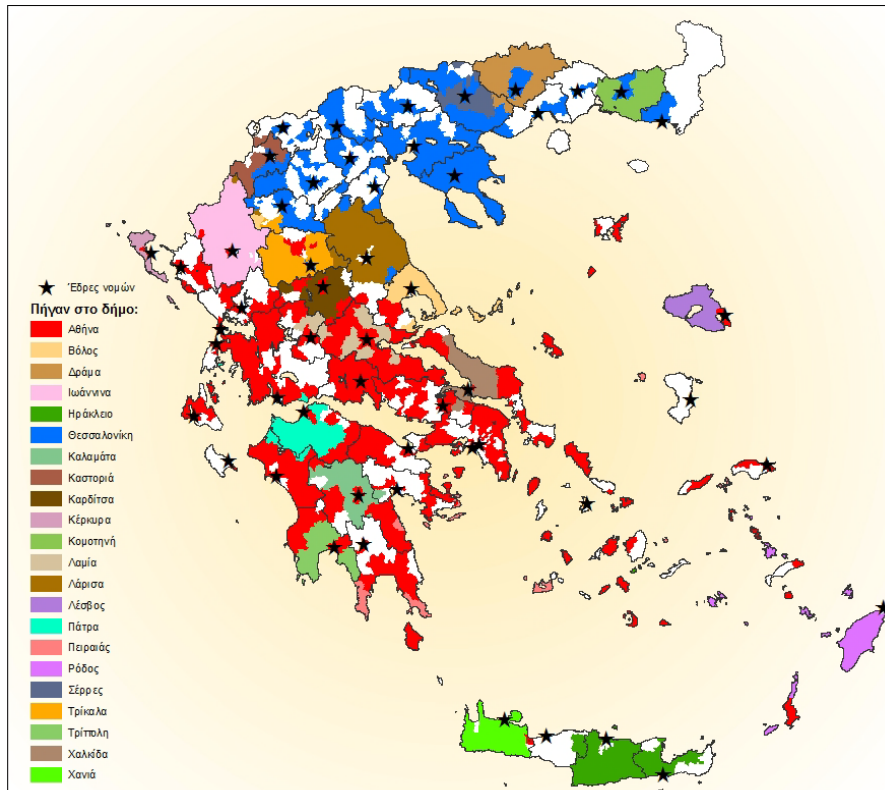 Έδρες νομών
Πήγαν στο δήμο:
Αθήνα
Βόλος
Δράμα
Ιωάννινα
Ηράκλειο
Θεσσαλονίκη
Καλαμάτα
Καστοριά
Καρδίτσα
Κέρκυρα
Κομοτηνή
Λαμία
Λάρισα
Λέσβος
Πάτρα
Πειραιάς
Ρόδος
Σέρρες
Τρίκαλα
Τρίπολη
Χαλκίδα
Χανιά